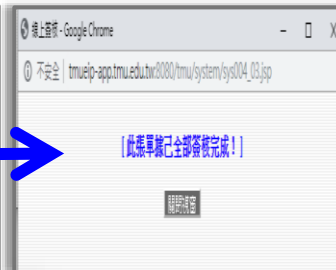 線上簽核 - Google Chrome
不安全 | tmueip-app.tmu.edu.tw:8080/tmu/system/sys004_03.jsp
[ 此張單據已全部簽核完成！]
關閉視窗